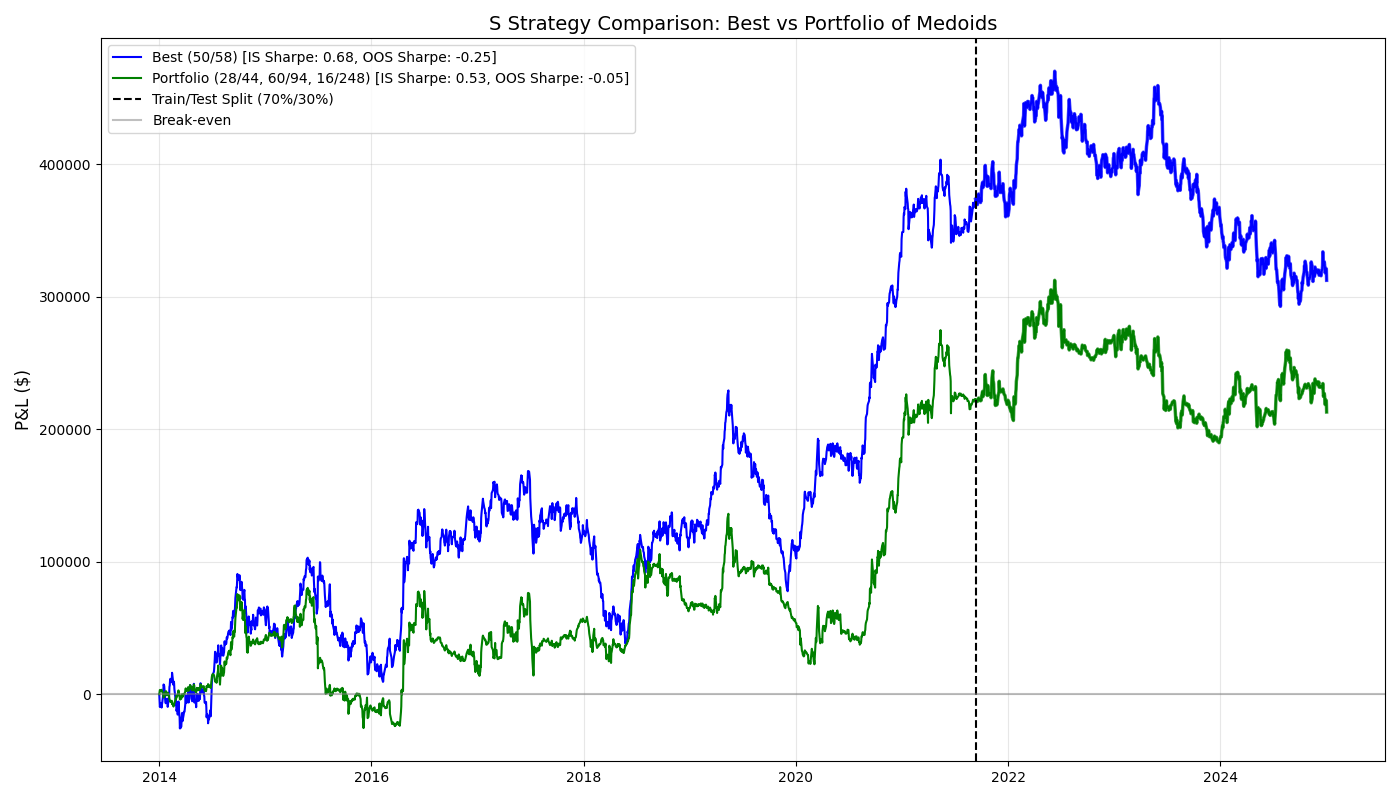 S Strategy Comparison: Best vs Portfolio of Medoids
Best (50/58) [IS Sharpe: 0.68, OOS Sharpe: -0.25]
Portfolio (28/44, 60/94, 16/248) [IS Sharpe: 0.53, OOS Sharpe: -0.05]
Train/Test Split (70%/30%)
Break-even
P&L ($)
400000
300000
200000
100000
0
2014
2016
2018
2020
2022
2024